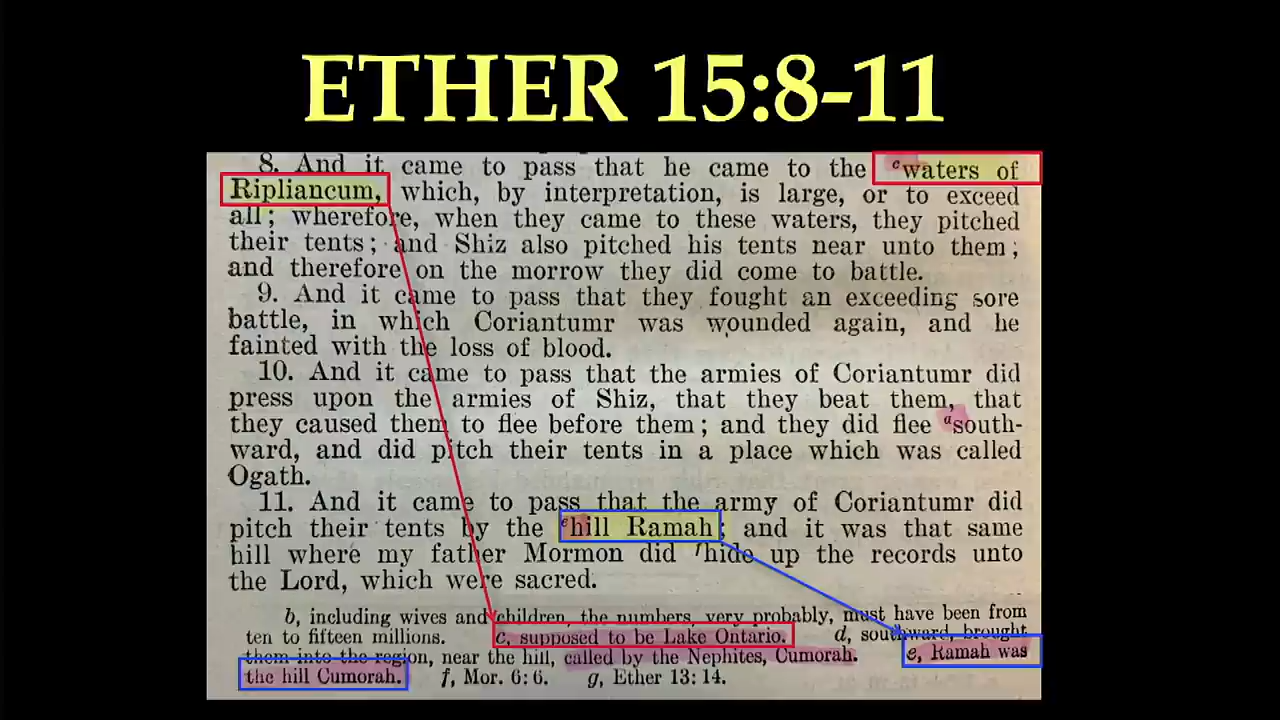 ETHER 15:8-11
8. And it came to pass that he came to the cwaters of
Ripliancum, which, by interpretation, is large, or to exceed
all; wherefore, when they came to these waters, they pitched
their tents; and Shiz also pitched his tents near unto them;
and therefore on the morrow they did come to battle.
9. And it came to pass that they fought an exceeding sore
battle, in which Coriantumr was wounded again, and he
fainted with the loss of blood.
10. And it came to pass that the armies of Coriantumr did
press upon the armies of Shiz, that they beat them, that
they caused them to flee before them; and they did flee dsouth-
ward, and did pitch their tents in a place which was called
Ogath.
11. And it came to pass that the army of Coriantumr did
pitch their tents by the ehill Ramah; and it was that same
hill where my father Mormon did fhide up the records unto
the Lord, which were sacred.
b, including wives and children, the numbers, very probably, must have been from
ten to fifteen millions. c, supposed to be Lake Ontario. d, southward, brought
them into the region, near the hill, called by the Nephites, Cumorah. e, Ramah was
the hill Cumorah. f, Mor. 6:6. g, Ether 13:14.